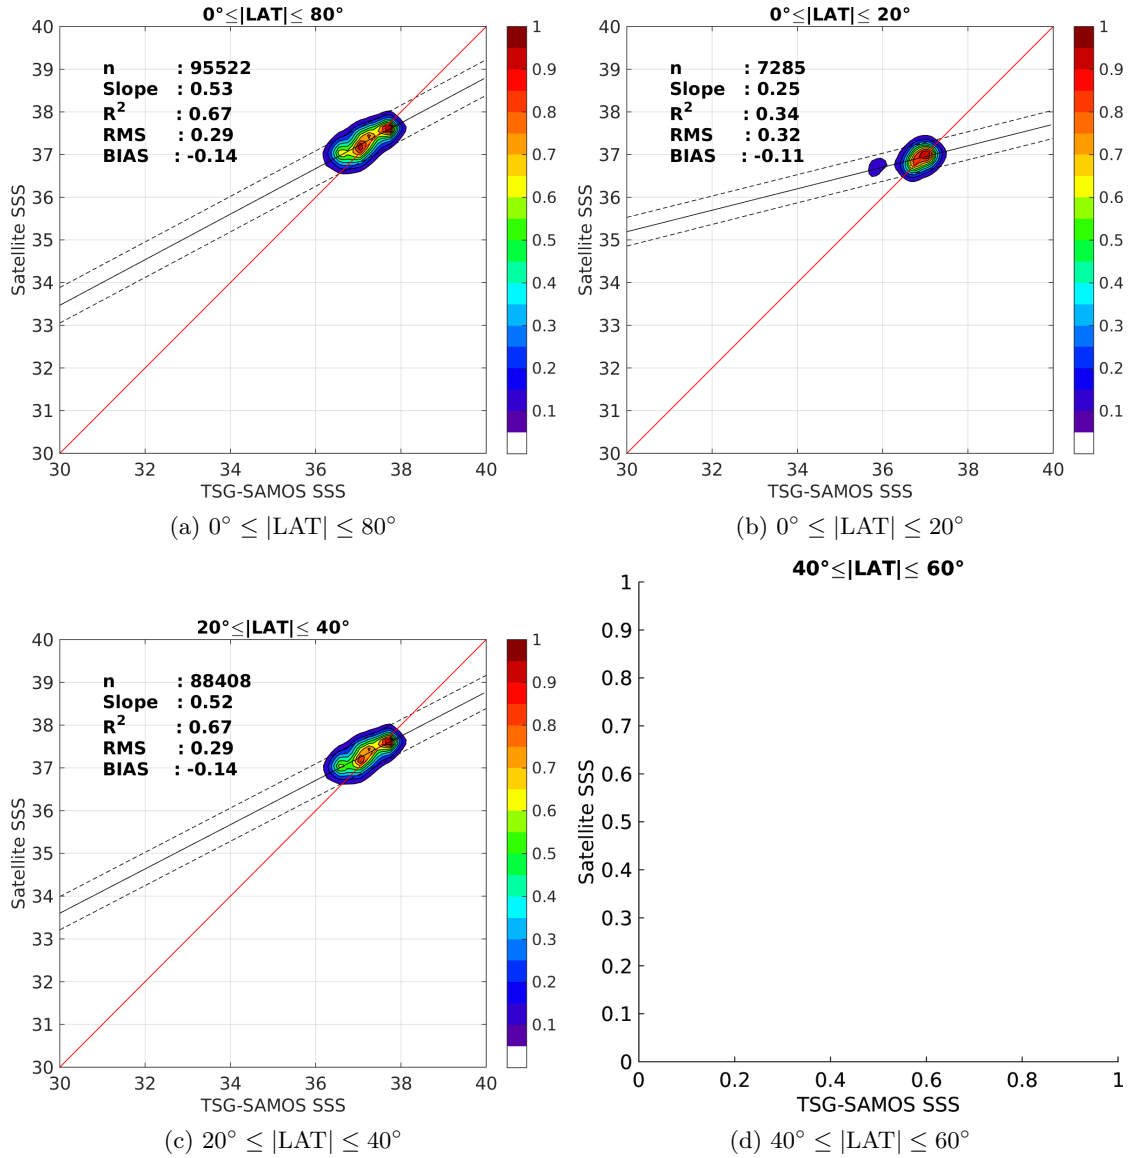 0°≤|LAT|≤ 80°
40
39
38
37
36
35
34
33
32
31
30
30 32 34 36 38 40
Satellite SSS
TSG-SAMOS SSS
n : 95522
Slope : 0.53
R² : 0.67
RMS : 0.29
BIAS : -0.14
1
0.9
0.8
0.7
0.6
0.5
0.4
0.3
0.2
0.1
(a) 0° ≤ |LAT| ≤ 80°
0°≤|LAT|≤ 20°
40
39
38
37
36
35
34
33
32
31
30
30 32 34 36 38 40
Satellite SSS
TSG-SAMOS SSS
n : 7285
Slope : 0.25
R² : 0.34
RMS : 0.32
BIAS : -0.11
1
0.9
0.8
0.7
0.6
0.5
0.4
0.3
0.2
0.1
(b) 0° ≤ |LAT| ≤ 20°
20°≤|LAT|≤ 40°
40
39
38
37
36
35
34
33
32
31
30
30 32 34 36 38 40
Satellite SSS
TSG-SAMOS SSS
n : 88408
Slope : 0.52
R² : 0.67
RMS : 0.29
BIAS : -0.14
1
0.9
0.8
0.7
0.6
0.5
0.4
0.3
0.2
0.1
(c) 20° ≤ |LAT| ≤ 40°
40°≤|LAT|≤ 60°
1
0.9
0.8
0.7
0.6
0.5
0.4
0.3
0.2
0.1
0
0 0.2 0.4 0.6 0.8 1
Satellite SSS
TSG-SAMOS SSS
(d) 40° ≤ |LAT| ≤ 60°